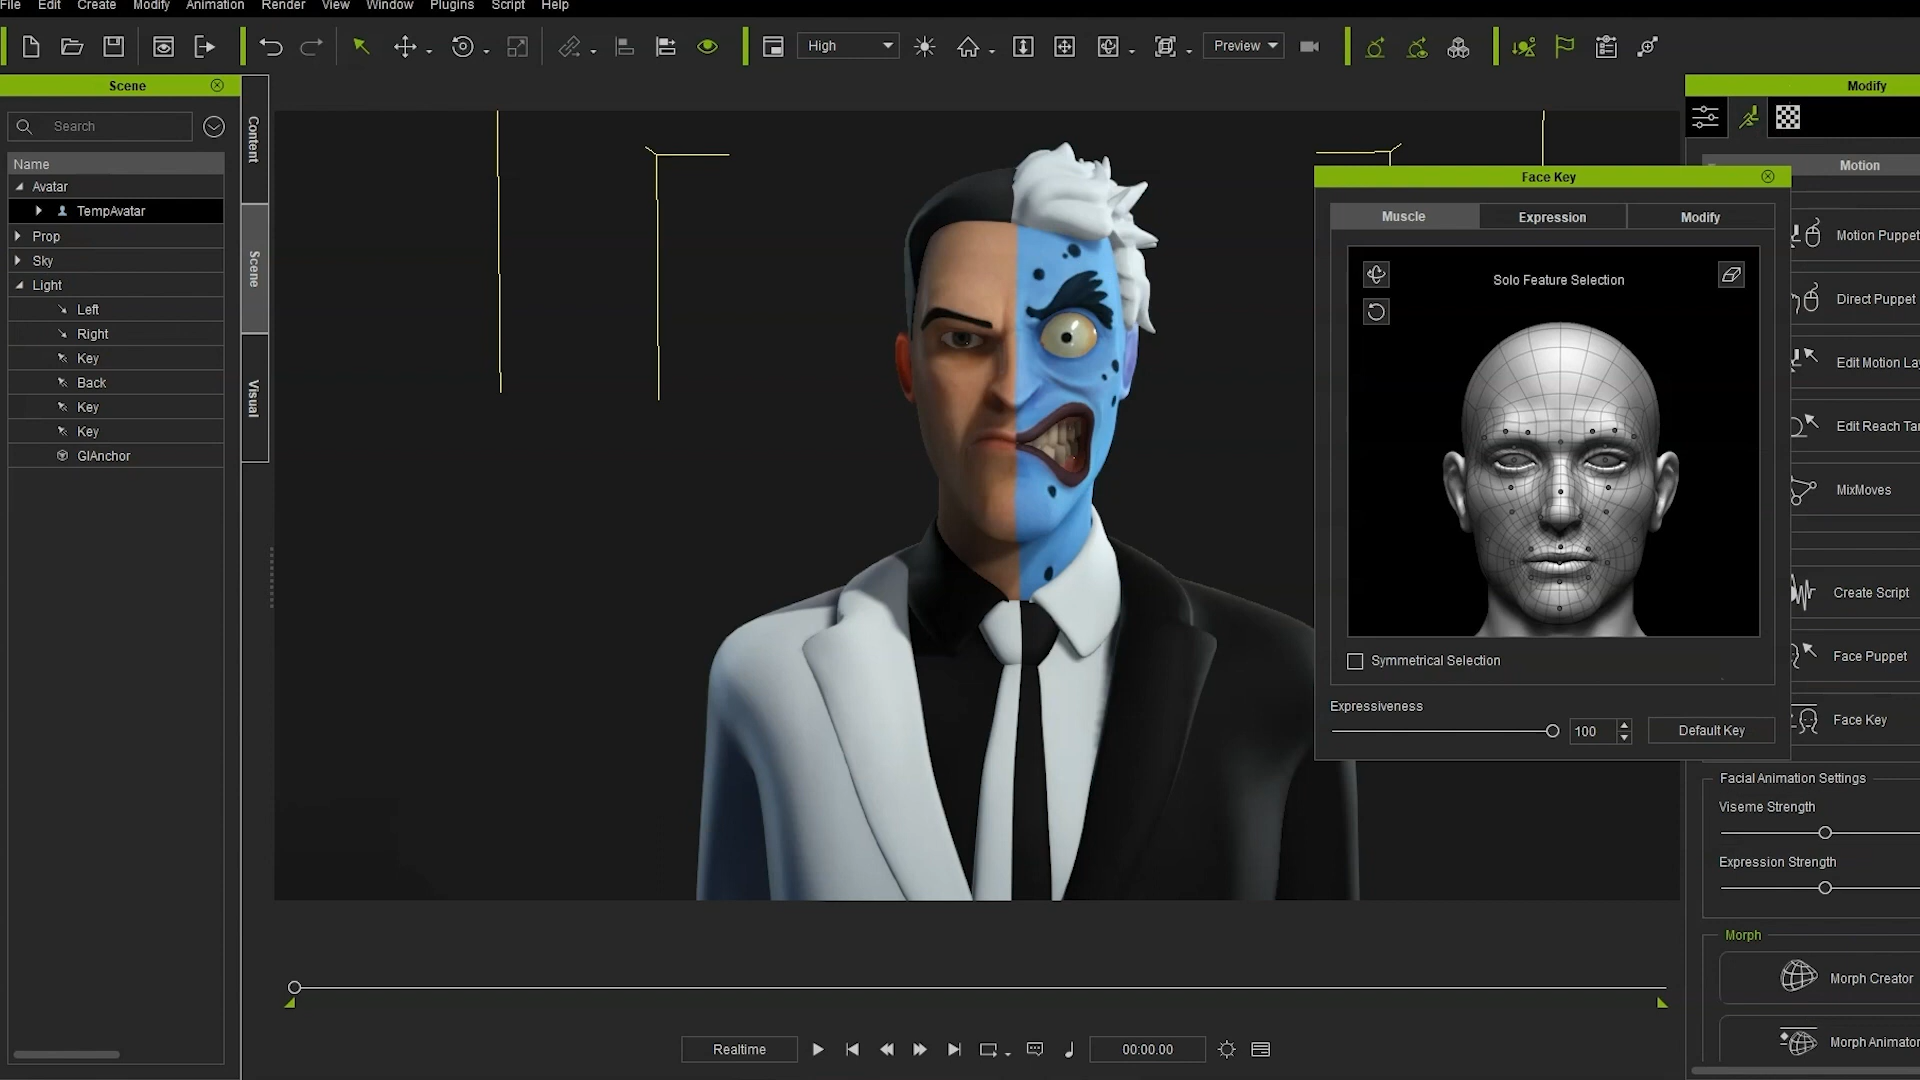 File Edit Create Modify Animation Render View Window Plugins Script Help
High
Preview
Scene
Search
Name
Avatar
TempAvatar
Prop
Sky
Light
Left
Right
Key
Back
Key
Key
GIAnchor
Content
Scene
Visual
Face Key
Muscle Expression Modify
Solo Feature Selection
Symmetrical Selection
Expressiveness
100
Default Key
Modify
Motion
Motion Puppet
Direct Puppet
Edit Motion La
Edit Reach Ta
MixMoves
Create Script
Face Puppet
Face Key
Facial Animation Settings
Viseme Strength
Expression Strength
Morph
Morph Creator
Morph Animator
Realtime
00:00.00